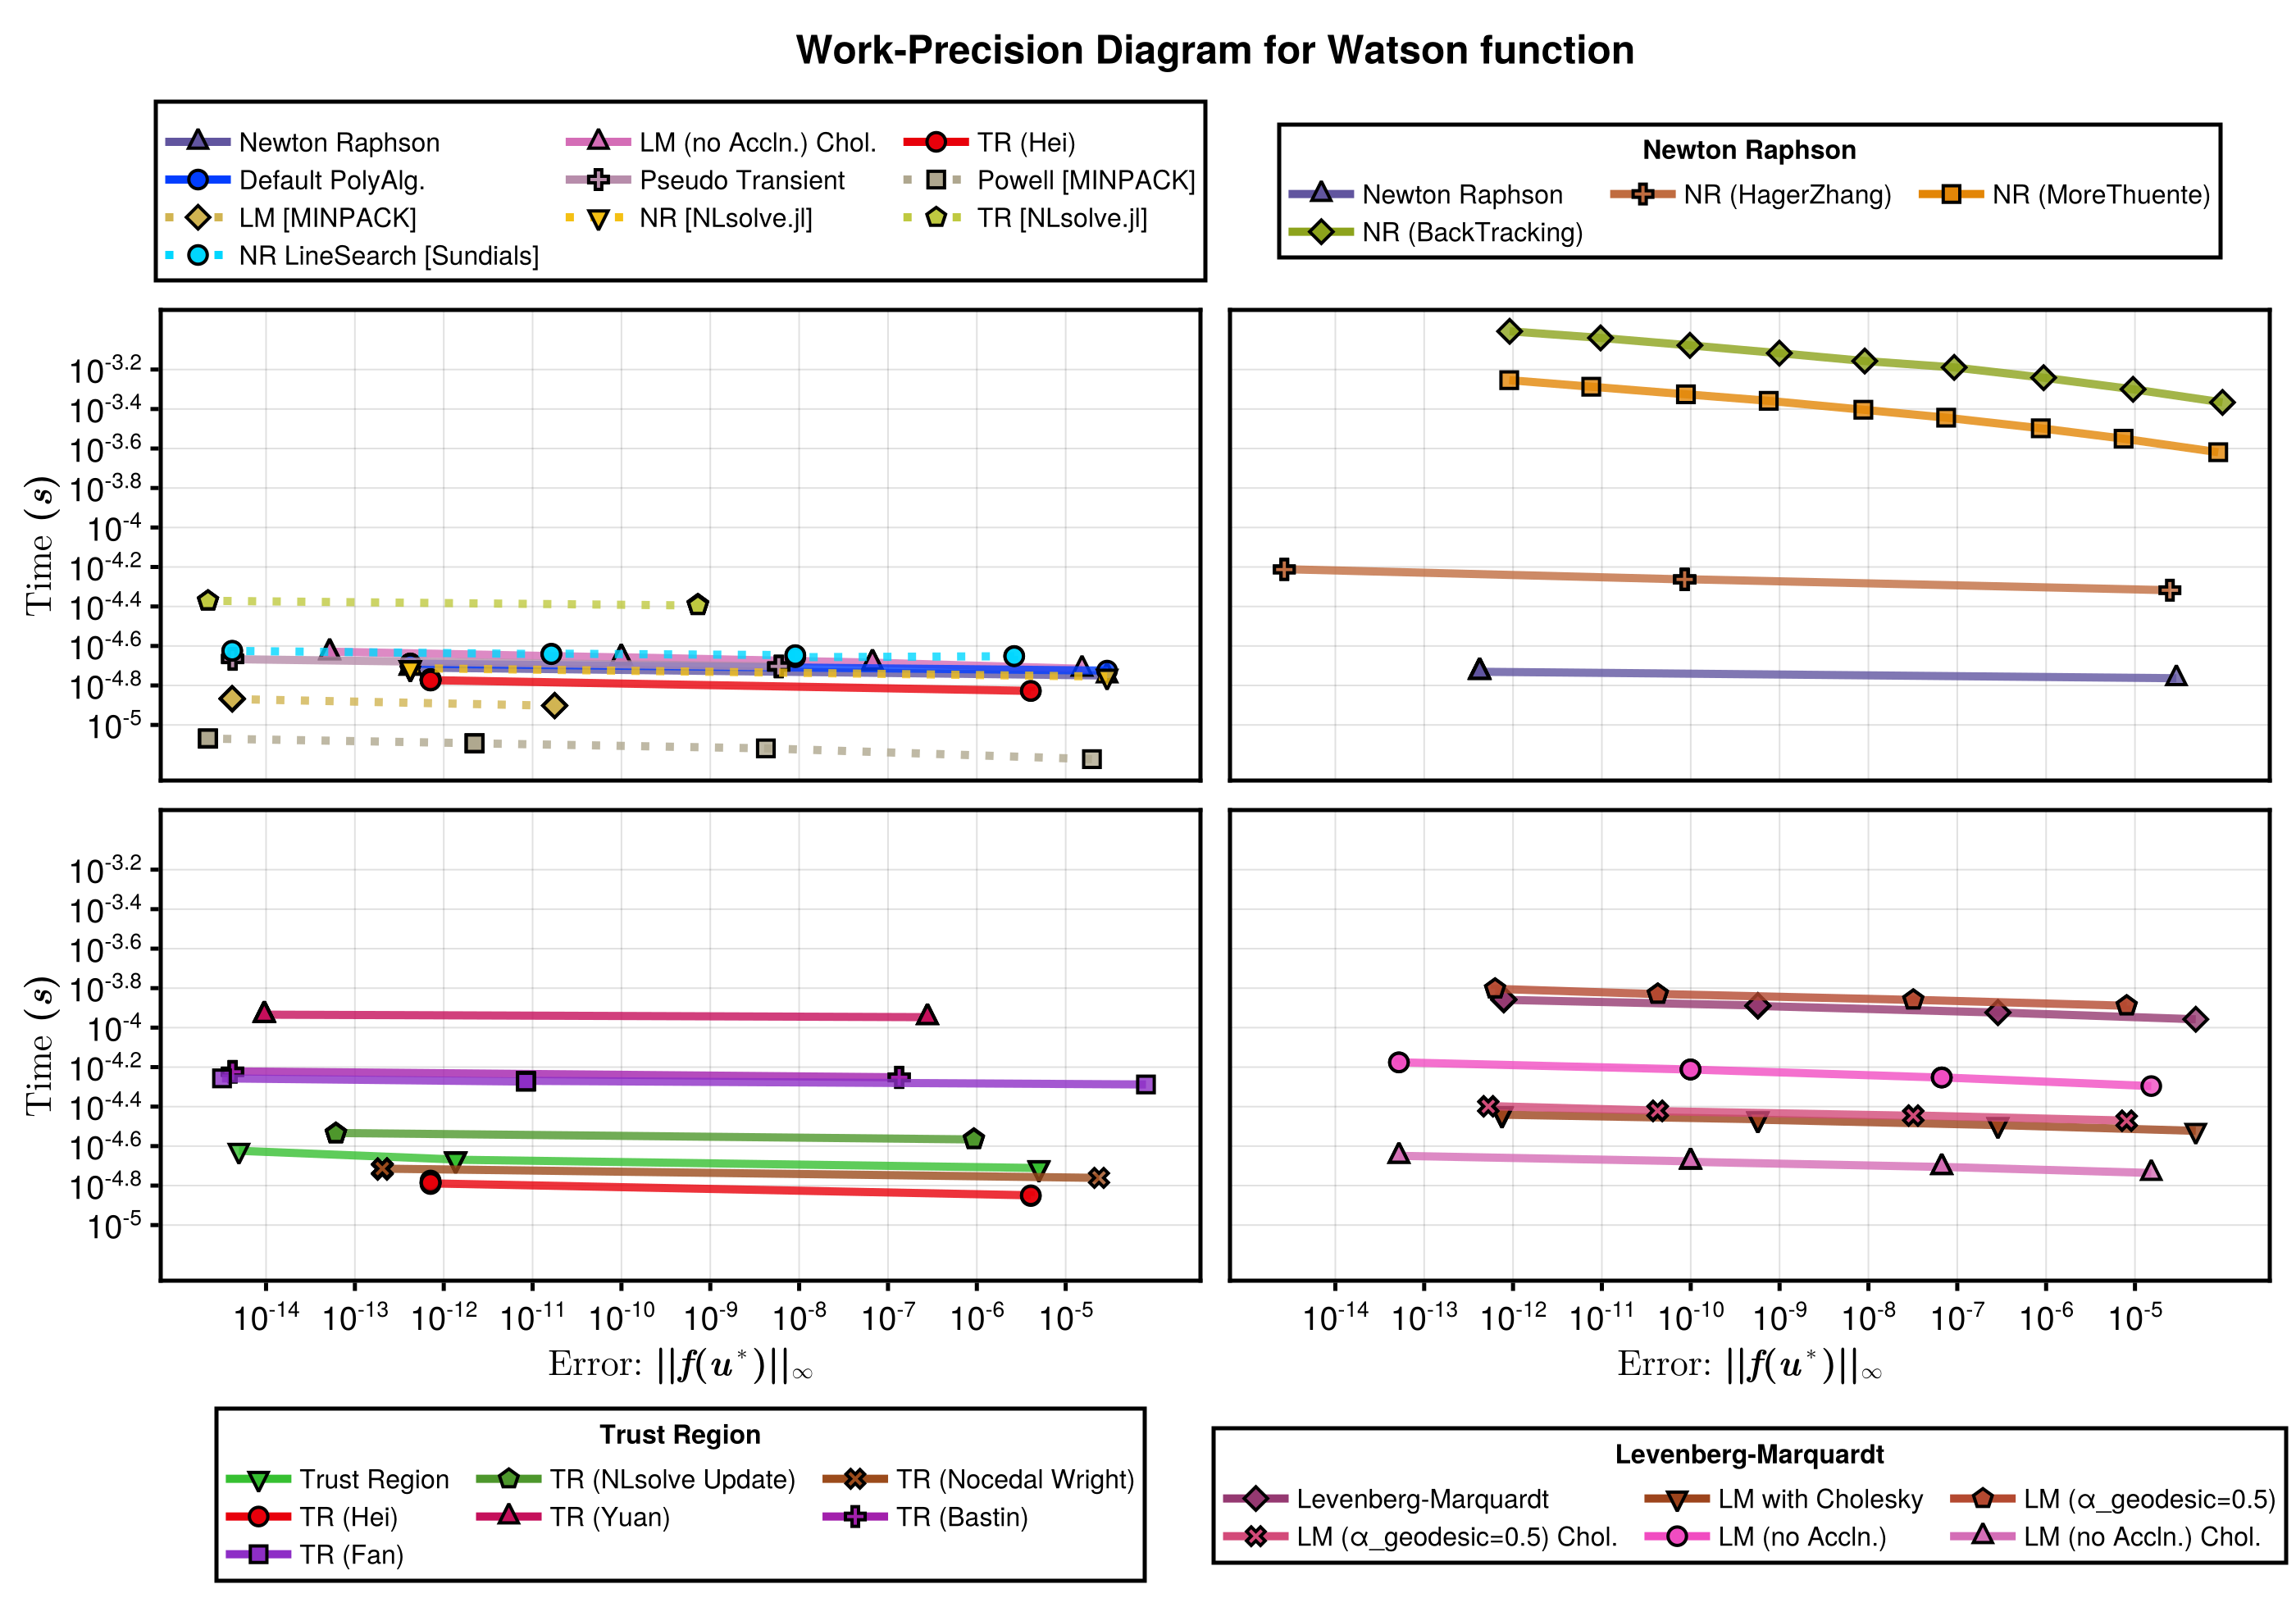 Work-Precision Diagram for Watson function
Newton Raphson LM (no Accln.) Chol. TR (Hei)
Default PolyAlg. Pseudo Transient Powell [MINPACK]
LM [MINPACK] NR [NLsolve.jl] TR [NLsolve.jl]
NR LineSearch [Sundials]
Newton Raphson
Newton Raphson NR (HagerZhang) NR (MoreThuente)
NR (BackTracking)
Time (s)
10^-3.2
10^-3.4
10^-3.6
10^-3.8
10^-4
10^-4.2
10^-4.4
10^-4.6
10^-4.8
10^-5
Time (s)
10^-3.2
10^-3.4
10^-3.6
10^-3.8
10^-4
10^-4.2
10^-4.4
10^-4.6
10^-4.8
10^-5
10^-14 10^-13 10^-12 10^-11 10^-10 10^-9 10^-8 10^-7 10^-6 10^-5
Error: ||f(u*)||∞
10^-14 10^-13 10^-12 10^-11 10^-10 10^-9 10^-8 10^-7 10^-6 10^-5
Error: ||f(u*)||∞
Trust Region
Trust Region TR (NLsolve Update) TR (Nocedal Wright)
TR (Hei) TR (Yuan) TR (Bastin)
TR (Fan)
Levenberg-Marquardt
Levenberg-Marquardt LM with Cholesky LM (α_geodesic=0.5)
LM (α_geodesic=0.5) Chol. LM (no Accln.) LM (no Accln.) Chol.